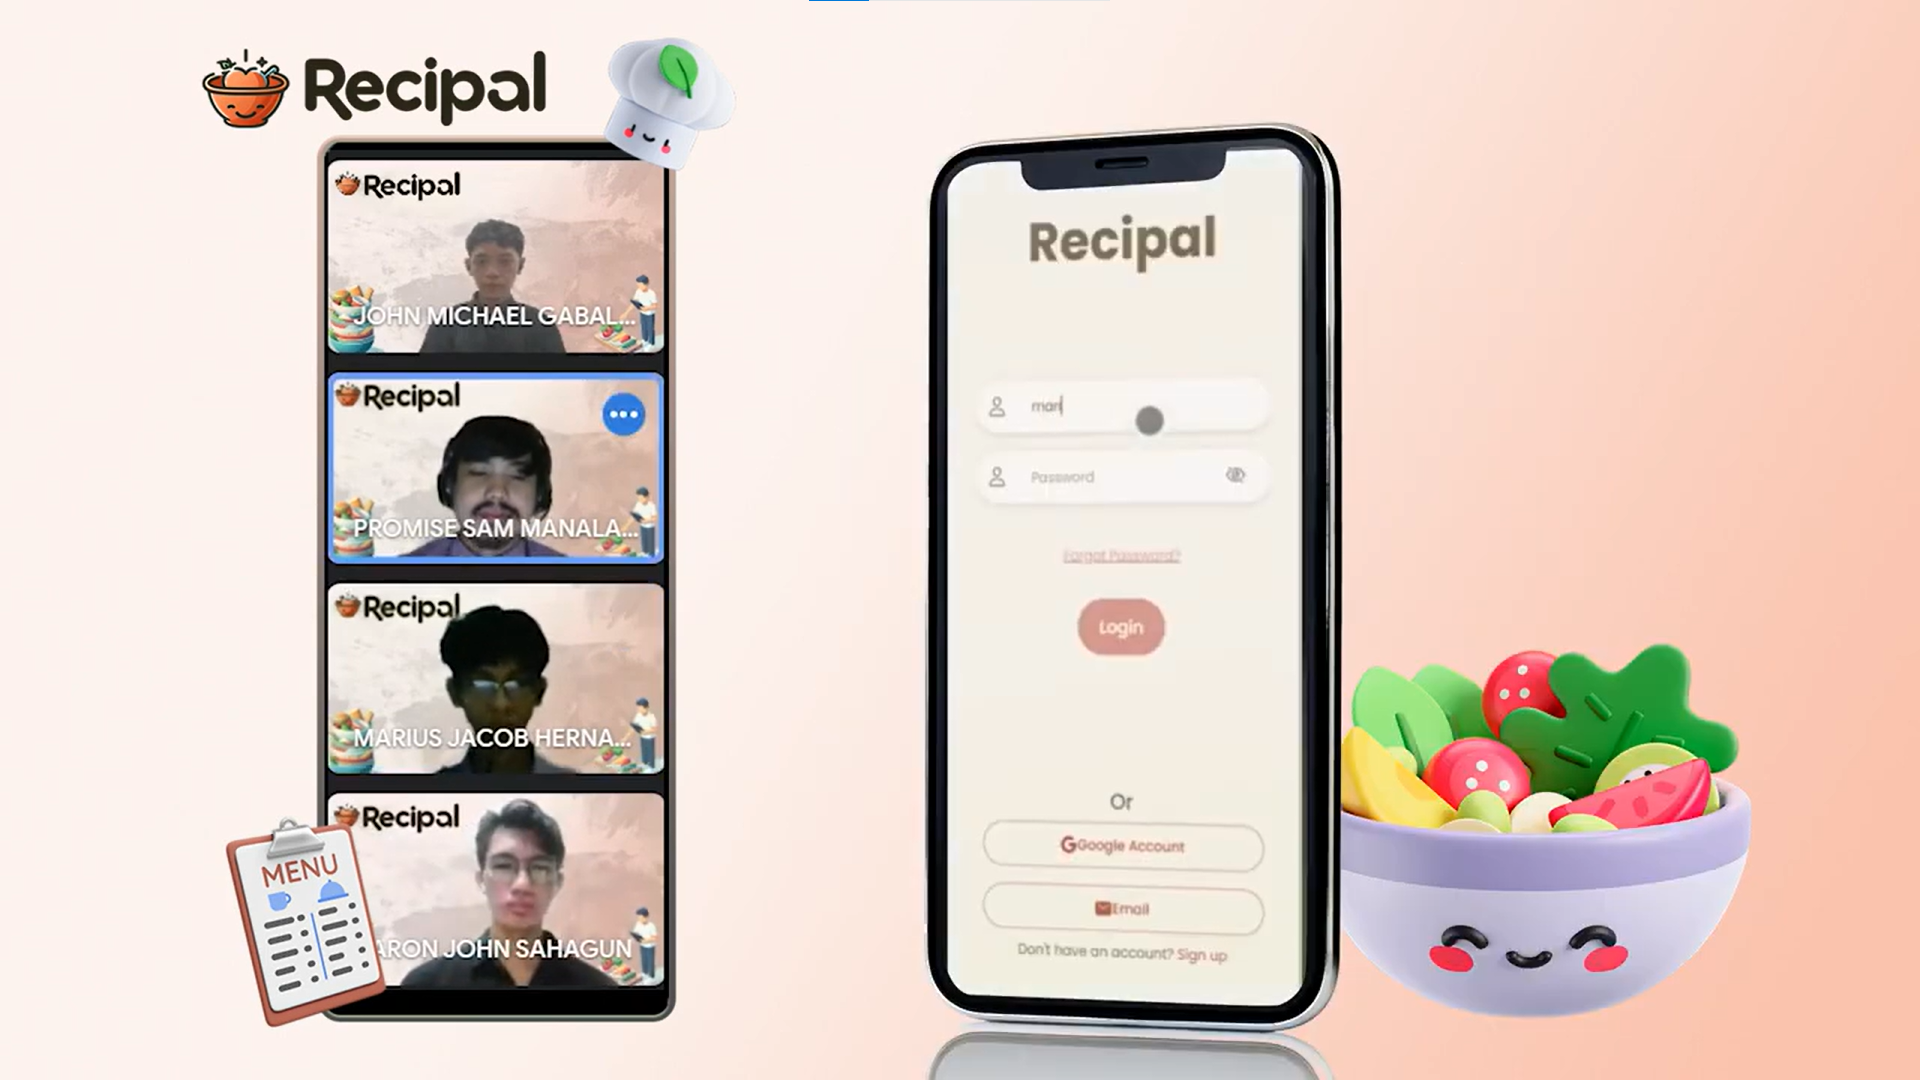 Recipal
Recipal
JOHN MICHAEL GABAL...
Recipal
PROMISE SAM MANALA...
Recipal
MARIUS JACOB HERNA...
Recipal
ARON JOHN SAHAGUN
MENU
Recipal
mari
Password
Forgot Password?
Login
Or
Google Account
Email
Don't have an account? Sign up